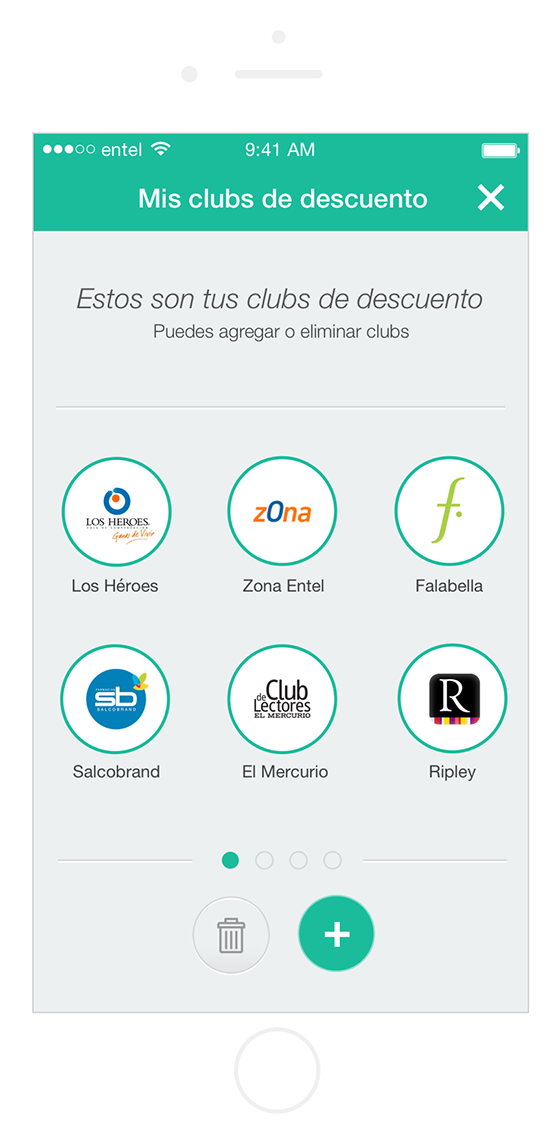 entel 9:41 AM
Mis clubs de descuento
Estos son tus clubs de descuento
Puedes agregar o eliminar clubs
LOS HEROES
CAJA DE COMPENSACION
Ganas de Vivir
zona
f.
Los Héroes
Zona Entel
Falabella
FARMACIAS
sb
SALCOBRAND
Club
de Lectores
EL MERCURIO
R
Salcobrand
El Mercurio
Ripley